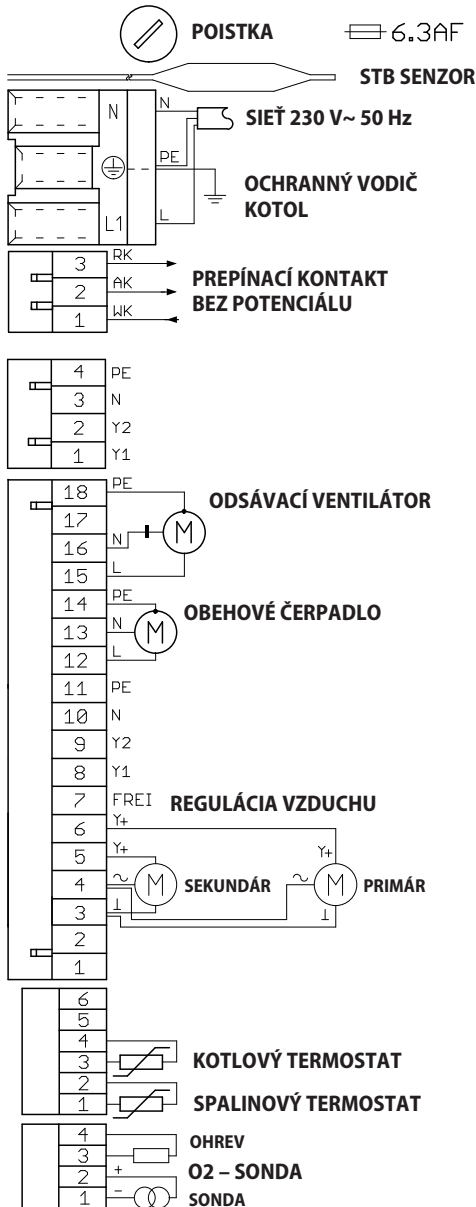 POISTKA 6.3AF
STB SENZOR
N N SIEŤ 230 V~ 50 Hz
PE
OCHRANNÝ VODIČ
KOTOL
L1 L
3 RK
2 AK PREPÍNACÍ KONTAKT
BEZ POTENCIÁLU
1 WK
4 PE
3 N
2 Y2
1 Y1
18 PE
ODSÁVACÍ VENTILÁTOR
17
16 N M
15 L
14 PE
OBEHOVÉ ČERPADLO
13 N M
12 L
11 PE
10 N
9 Y2
8 Y1
7 FREI REGULÁCIA VZDUCHU
6 Y+
5 Y+ Y+
4 ~ M SEKUNDÁR ~ M PRIMÁR
3 ⊥ ⊥
2
1
6
5
4
3 KOTLOVÝ TERMOSTAT
2
1 SPALINOVÝ TERMOSTAT
4 OHREV
3
2 + O2 – SONDA
1 - SONDA